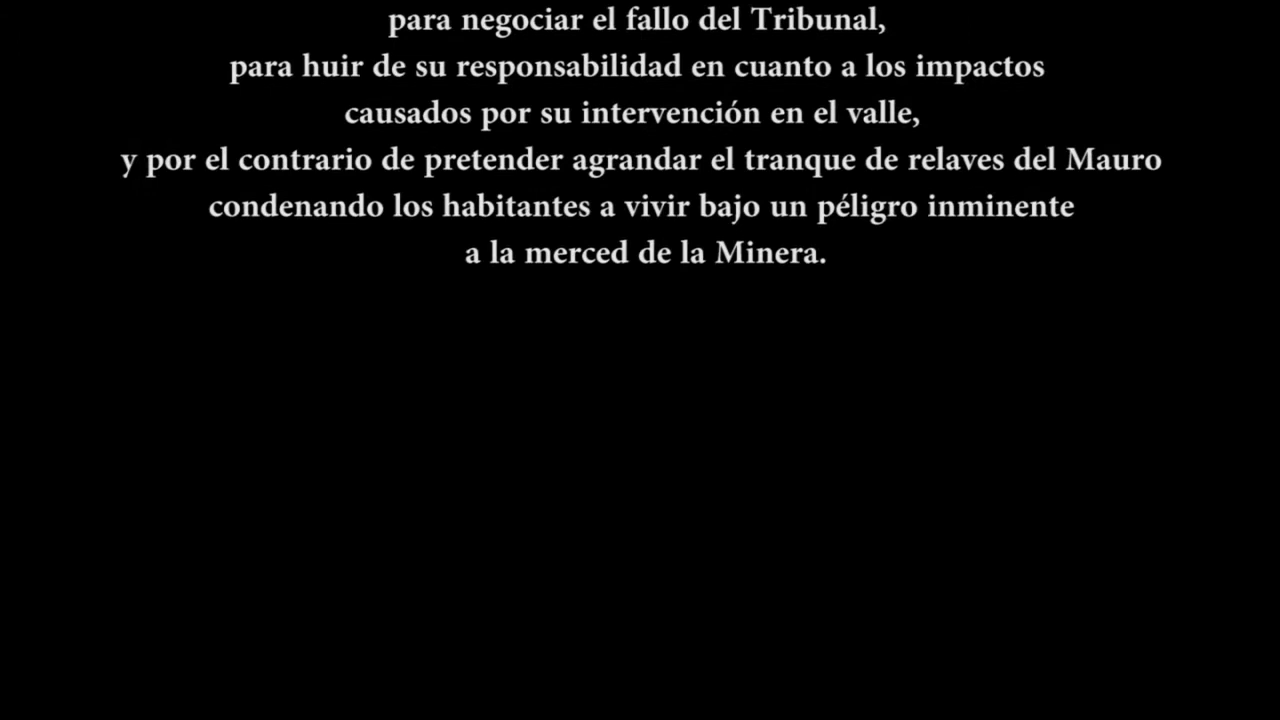 para negociar el fallo del Tribunal,
para huir de su responsabilidad en cuanto a los impactos
causados por su intervención en el valle,
y por el contrario de pretender agrandar el tranque de relaves del Mauro
condenando los habitantes a vivir bajo un péligro inminente
a la merced de la Minera.